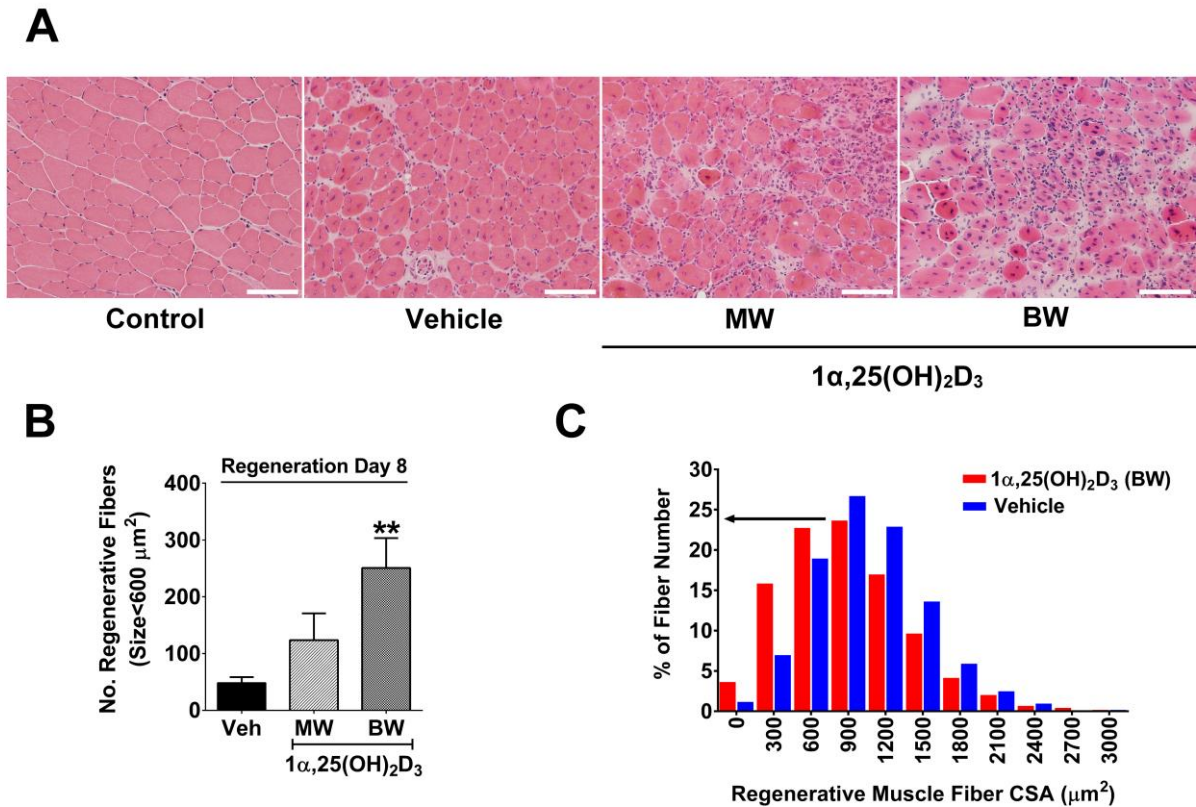 A
Control
Vehicle
MW
BW
1α,25(OH)₂D₃
B
Regeneration Day 8
No. Regenerative Fibers
(Size<600 μm²)
400
300
200
100
0
**
Veh
MW
BW
1α,25(OH)₂D₃
C
% of Fiber Number
30
25
20
15
10
5
0
1α,25(OH)₂D₃ (BW)
Vehicle
0
300
600
900
1200
1500
1800
2100
2400
2700
3000
Regenerative Muscle Fiber CSA (μm²)